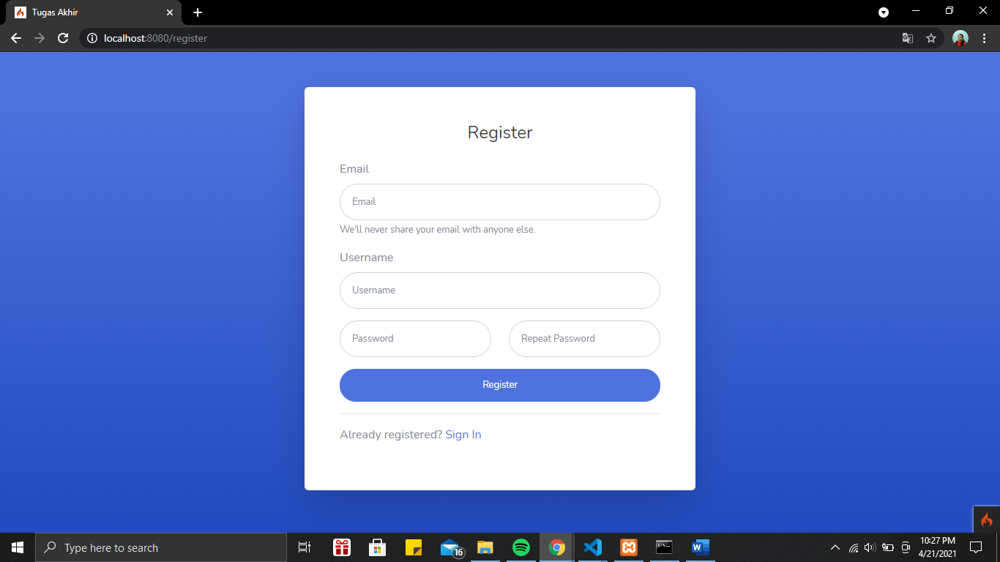 Tugas Akhir
localhost:8080/register
Register
Email
Email
We'll never share your email with anyone else.
Username
Username
Password Repeat Password
Register
Already registered? Sign In
Type here to search
16
W
10:27 PM
4/21/2021